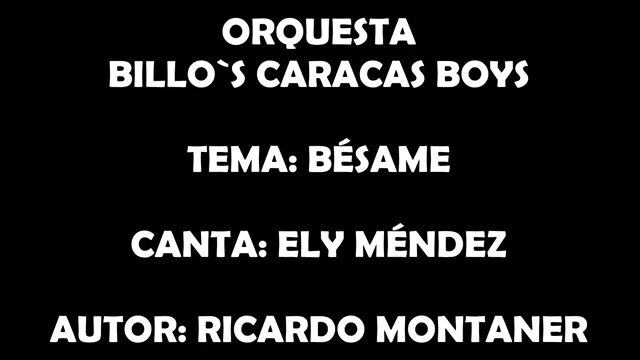 ORQUESTA
BILLO`S CARACAS BOYS
TEMA: BÉSAME
CANTA: ELY MÉNDEZ
AUTOR: RICARDO MONTANER